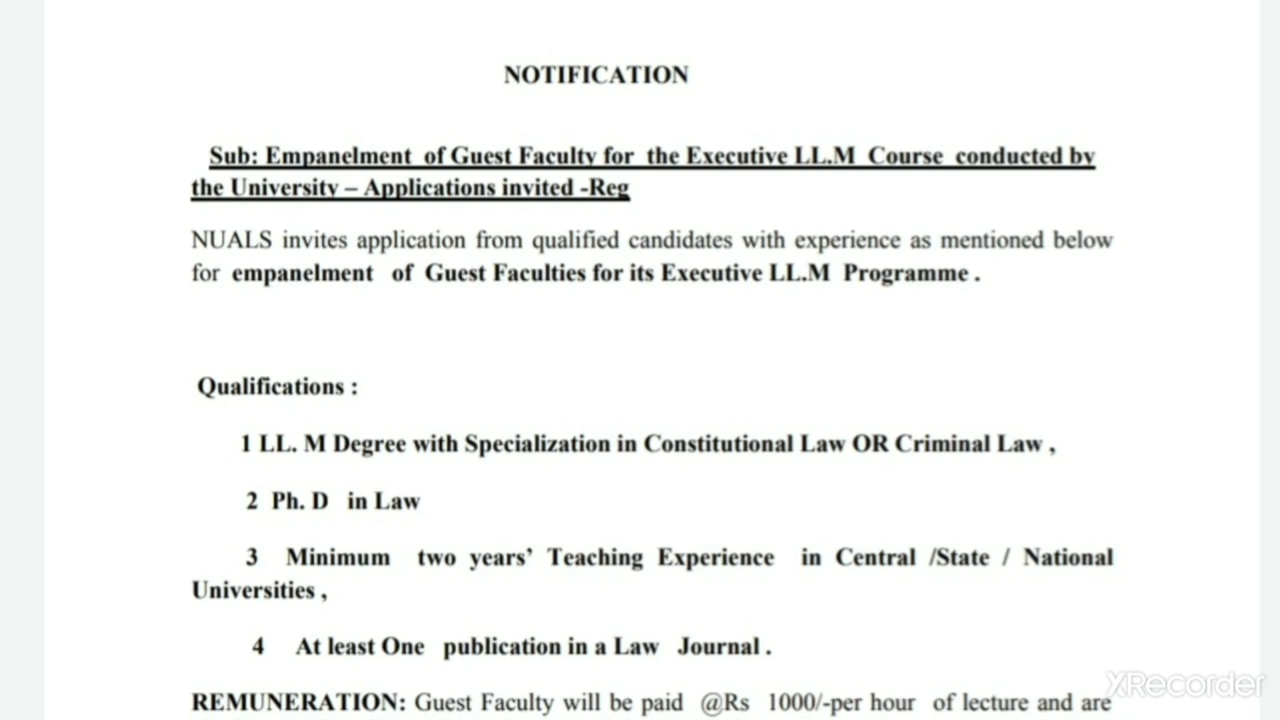 NOTIFICATION
Sub: Empanelment of Guest Faculty for the Executive LL.M Course conducted by
the University – Applications invited -Reg
NUALS invites application from qualified candidates with experience as mentioned below
for empanelment of Guest Faculties for its Executive LL.M Programme .
Qualifications :
1 LL. M Degree with Specialization in Constitutional Law OR Criminal Law ,
2 Ph. D in Law
3 Minimum two years’ Teaching Experience in Central /State / National
Universities ,
4 At least One publication in a Law Journal .
REMUNERATION: Guest Faculty will be paid @Rs 1000/-per hour of lecture and are
XRecorder